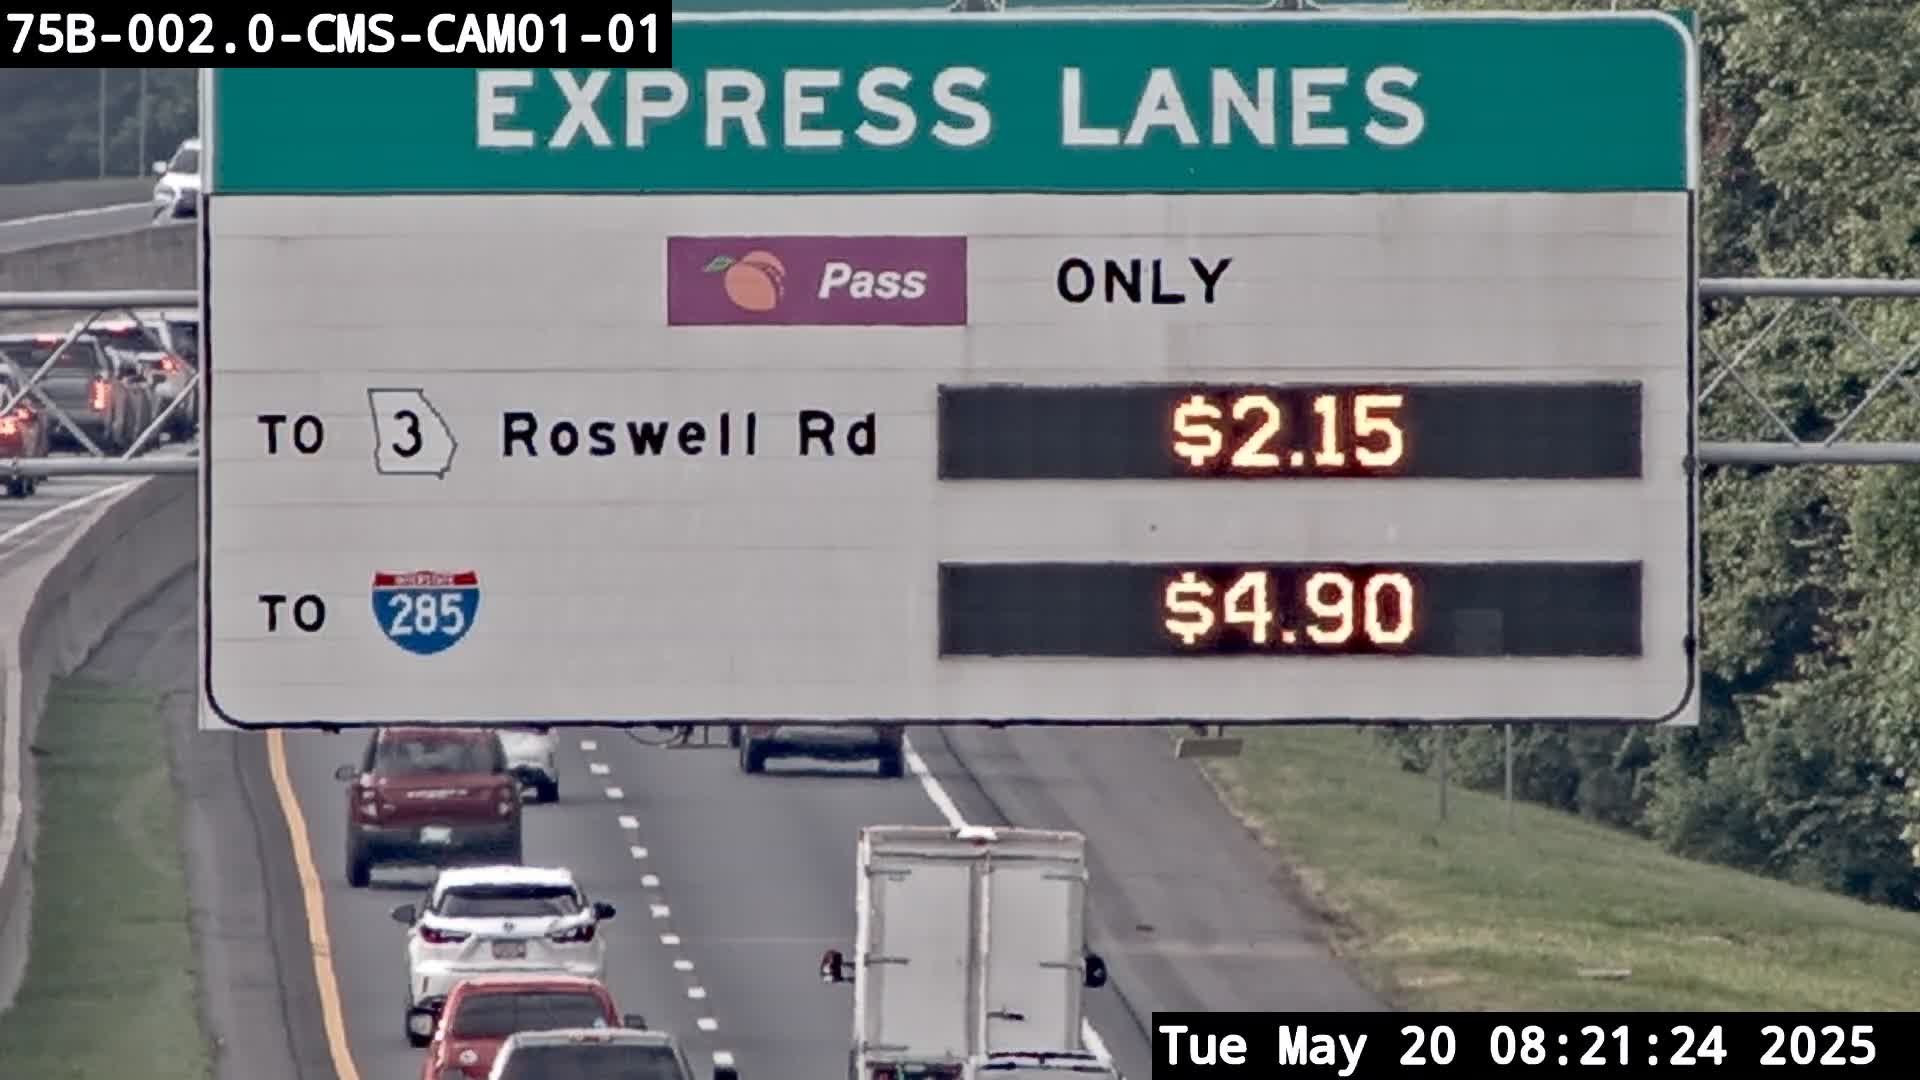 75B-002.0-CMS-CAM01-01
EXPRESS LANES
Pass ONLY
TO 3 Roswell Rd $2.15
INTERSTATE
TO 285 $4.90
Tue May 20 08:21:24 2025